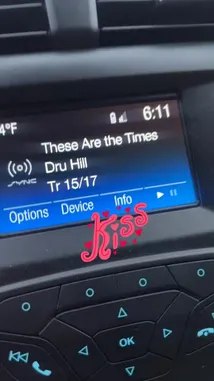 4°F
6:11
These Are the Times
Dru Hill
SYNC
Tr 15/17
Options Device Info
Kiss
OK